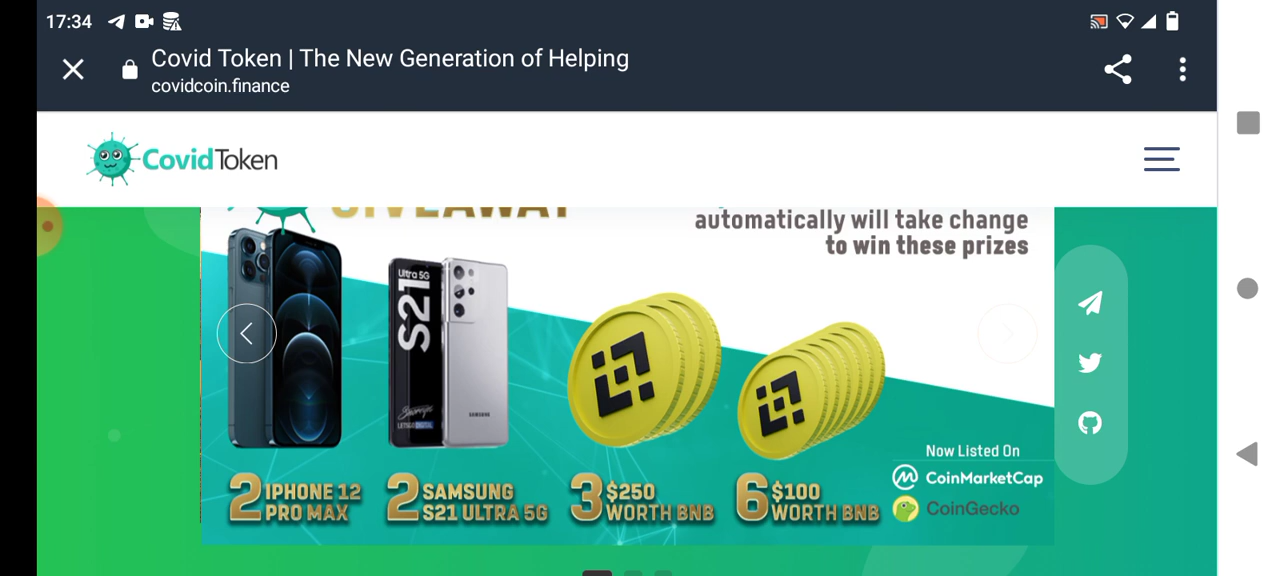 17:34
Covid Token | The New Generation of Helping
covidcoin.finance
CovidToken
GIVEAWAY
automatically will take change
to win these prizes
Ultra 5G
S21
SAMSUNG
2 IPHONE 12
PRO MAX
2 SAMSUNG
S21 ULTRA 5G
3 $250
WORTH BNB
6 $100
WORTH BNB
Now Listed On
CoinMarketCap
CoinGecko